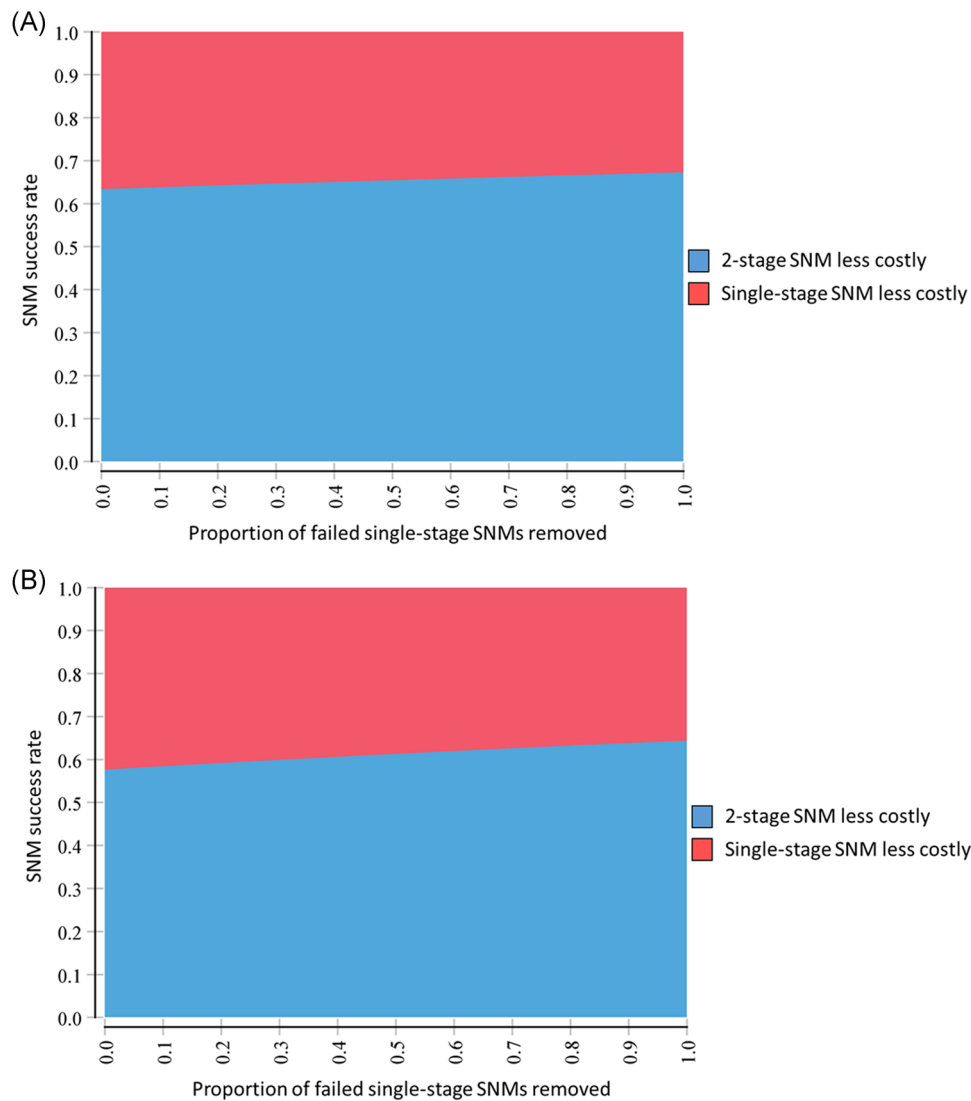 (A)
1.0
0.9
0.8
0.7
0.6
0.5
0.4
0.3
0.2
0.1
0.0
SNM success rate
0.0 0.1 0.2 0.3 0.4 0.5 0.6 0.7 0.8 0.9 1.0
Proportion of failed single-stage SNMs removed
2-stage SNM less costly
Single-stage SNM less costly
(B)
1.0
0.9
0.8
0.7
0.6
0.5
0.4
0.3
0.2
0.1
0.0
SNM success rate
0.0 0.1 0.2 0.3 0.4 0.5 0.6 0.7 0.8 0.9 1.0
Proportion of failed single-stage SNMs removed
2-stage SNM less costly
Single-stage SNM less costly